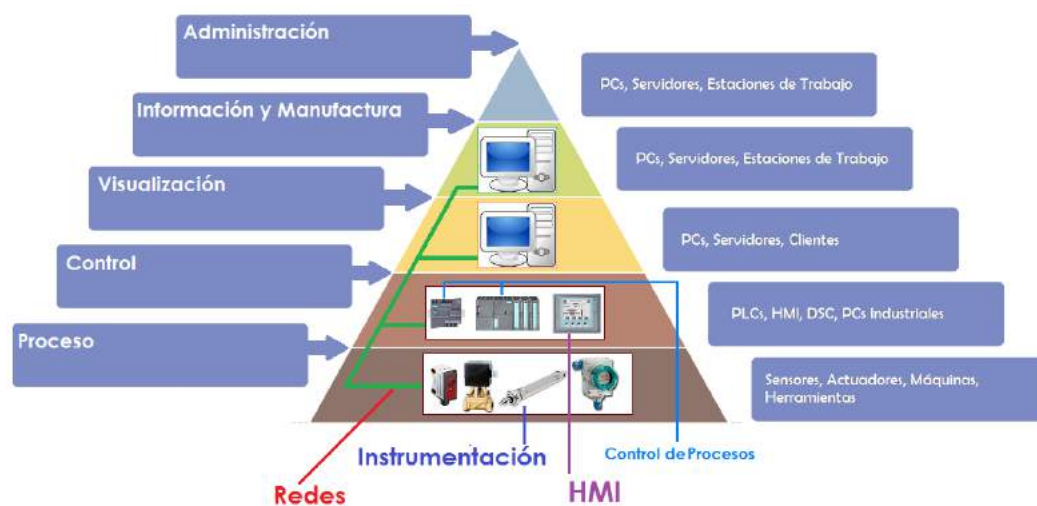 Administración
PCs, Servidores, Estaciones de Trabajo
Información y Manufactura
PCs, Servidores, Estaciones de Trabajo
Visualización
PCs, Servidores, Clientes
Control
PLCs, HMI, DSC, PCs Industriales
Proceso
Sensores, Actuadores, Máquinas,
Herramientas
Instrumentación
Control de Procesos
Redes
HMI